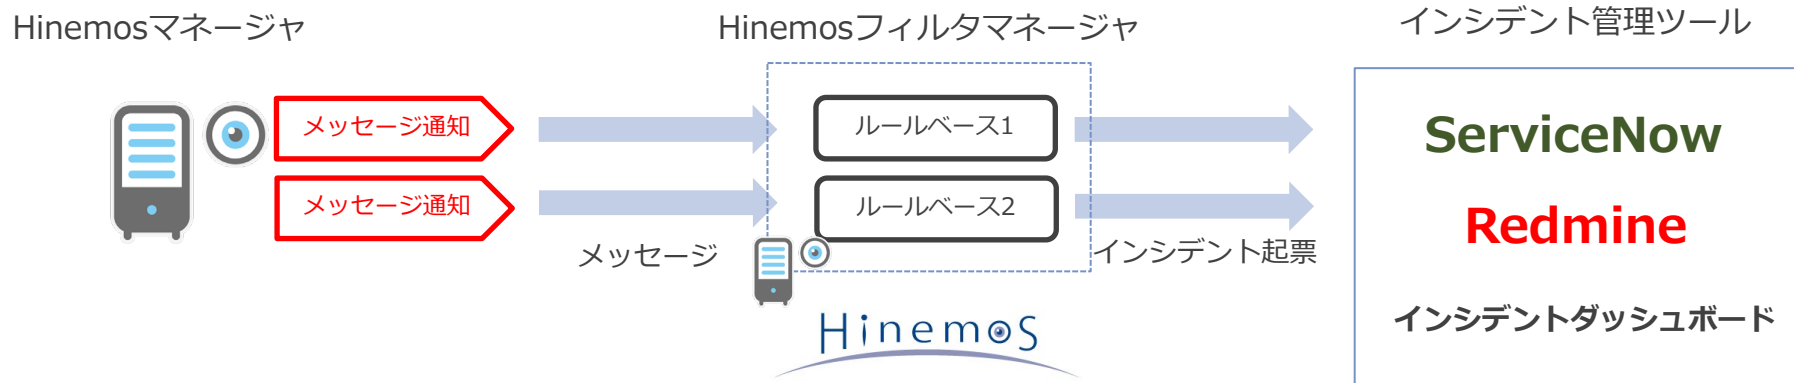 Hinemosマネージャ
Hinemosフィルタマネージャ
インシデント管理ツール
メッセージ通知
ルールベース1
ServiceNow
メッセージ通知
ルールベース2
Redmine
メッセージ
インシデント起票
インシデントダッシュボード
Hinemos